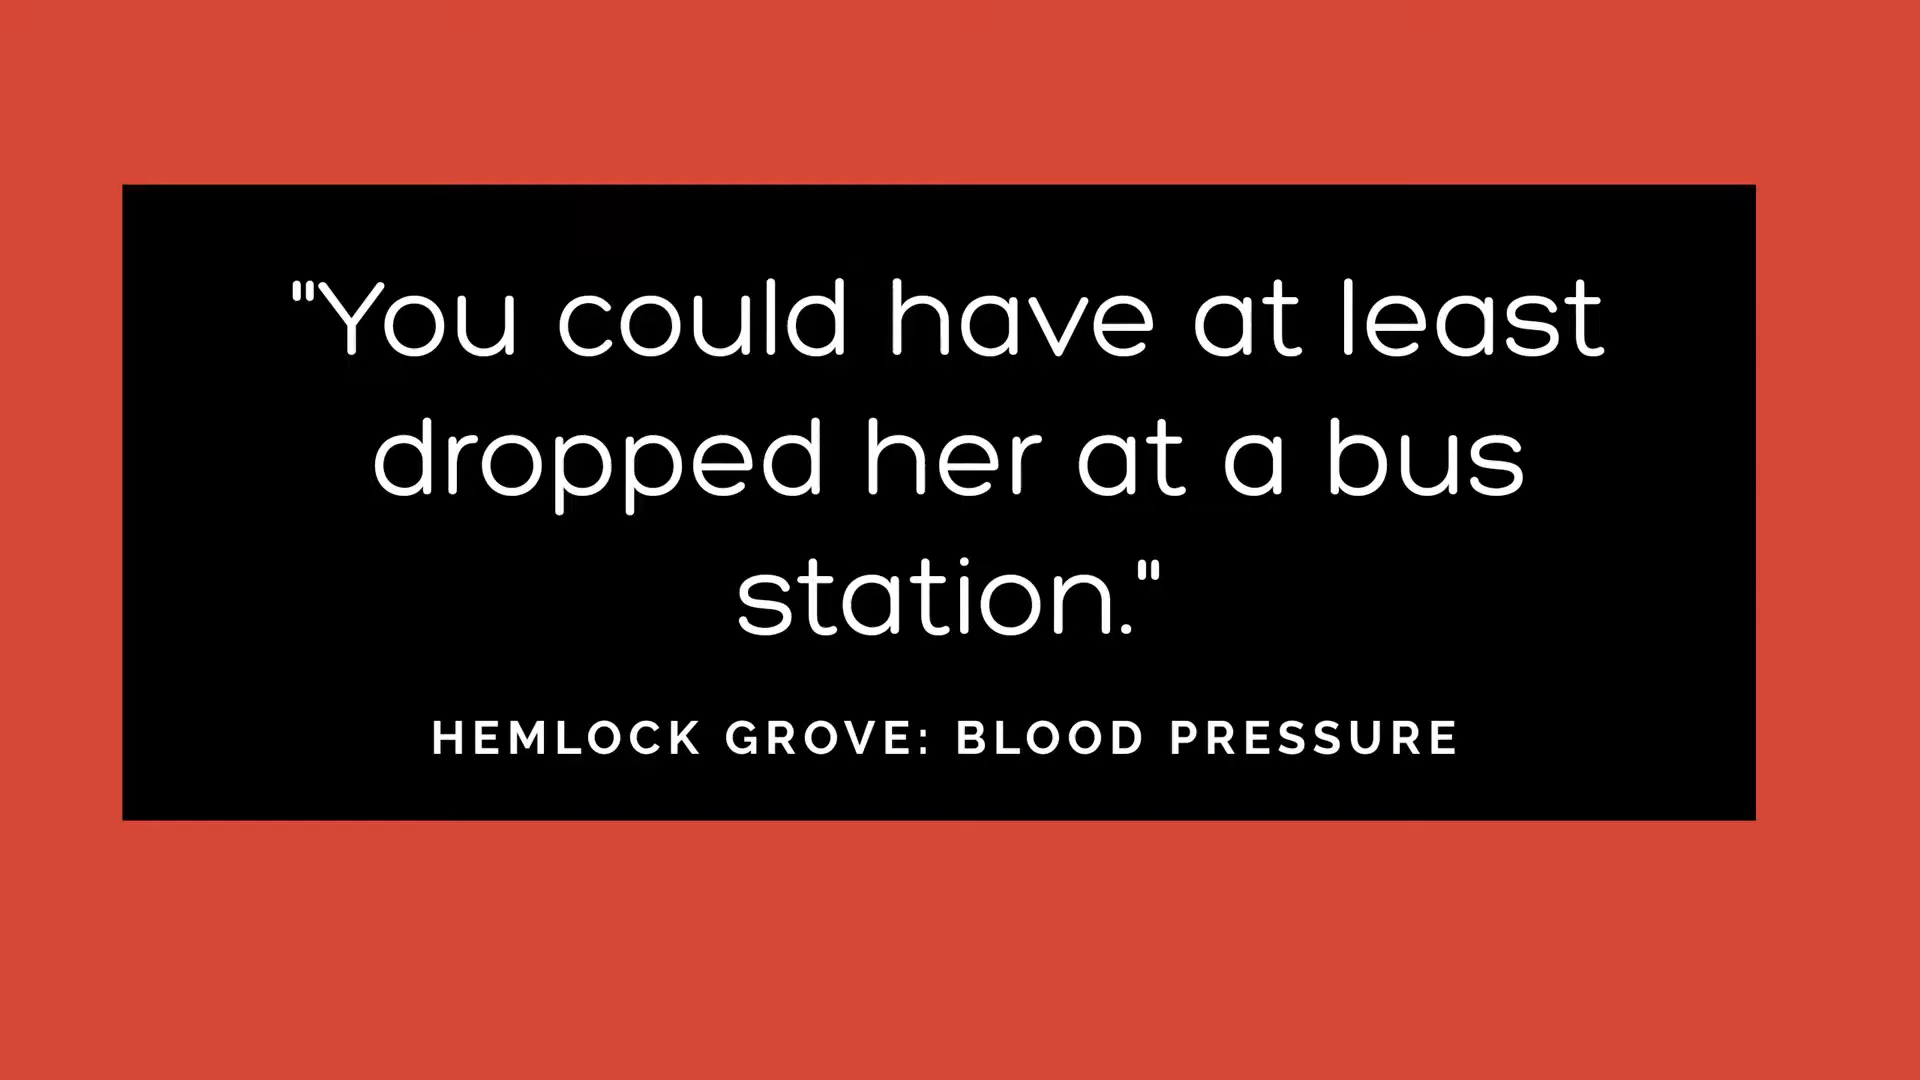 "You could have at least
dropped her at a bus
station."
HEMLOCK GROVE: BLOOD PRESSURE